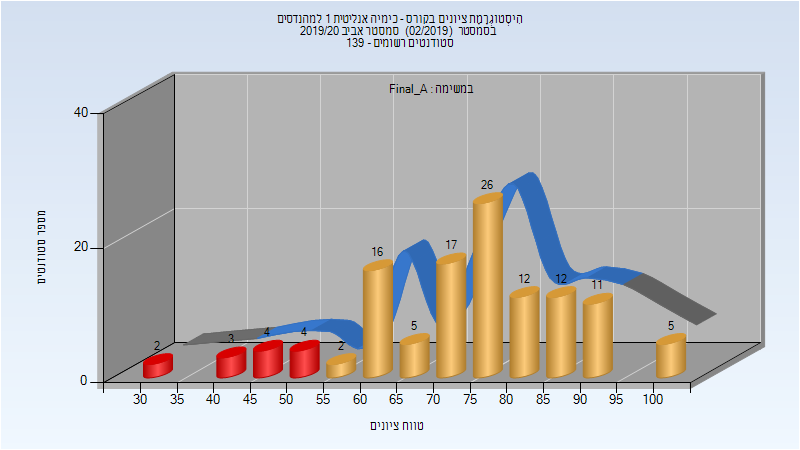 הִיסְטוֹגְרָמַת ציונים בקורס - כימיה אנליטית 1 למהנדסים
בסמסטר (02/2019) סמסטר אביב 2019/20
סטודנטים רשומים - 139
במשימה : Final_A
מספר סטודנטים
40
20
0
2
3
4
4
2
16
5
17
26
12
12
11
5
30 35 40 45 50 55 60 65 70 75 80 85 90 95 100
טווח ציונים